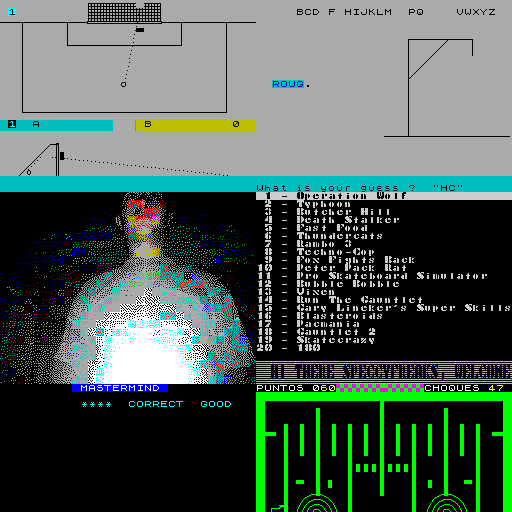 1
BCD F HIJKLM PQ VWXYZ
ROUG.
1 A B 0
What is your guess ? "HC"
1 - Operation Wolf
2 - Typhoon
3 - Butcher Hill
4 - Death Stalker
5 - Fast Food
6 - Thundercats
7 - Rambo 3
8 - Techno-Cop
9 - Fox Fights Back
10 - Peter Pack Rat
11 - Pro Skateboard Simulator
12 - Bubble Bobble
13 - Vixen
14 - Run The Gauntlet
15 - Gary Lineker's Super Skills
16 - Blasteroids
17 - Pacmania
18 - Gauntlet 2
19 - Skatecrazy
20 - 180
HI THERE SPECCYFREAKS, WELCOME
MASTERMIND
**** CORRECT GOOD
PUNTOS 060 CHOQUES 47